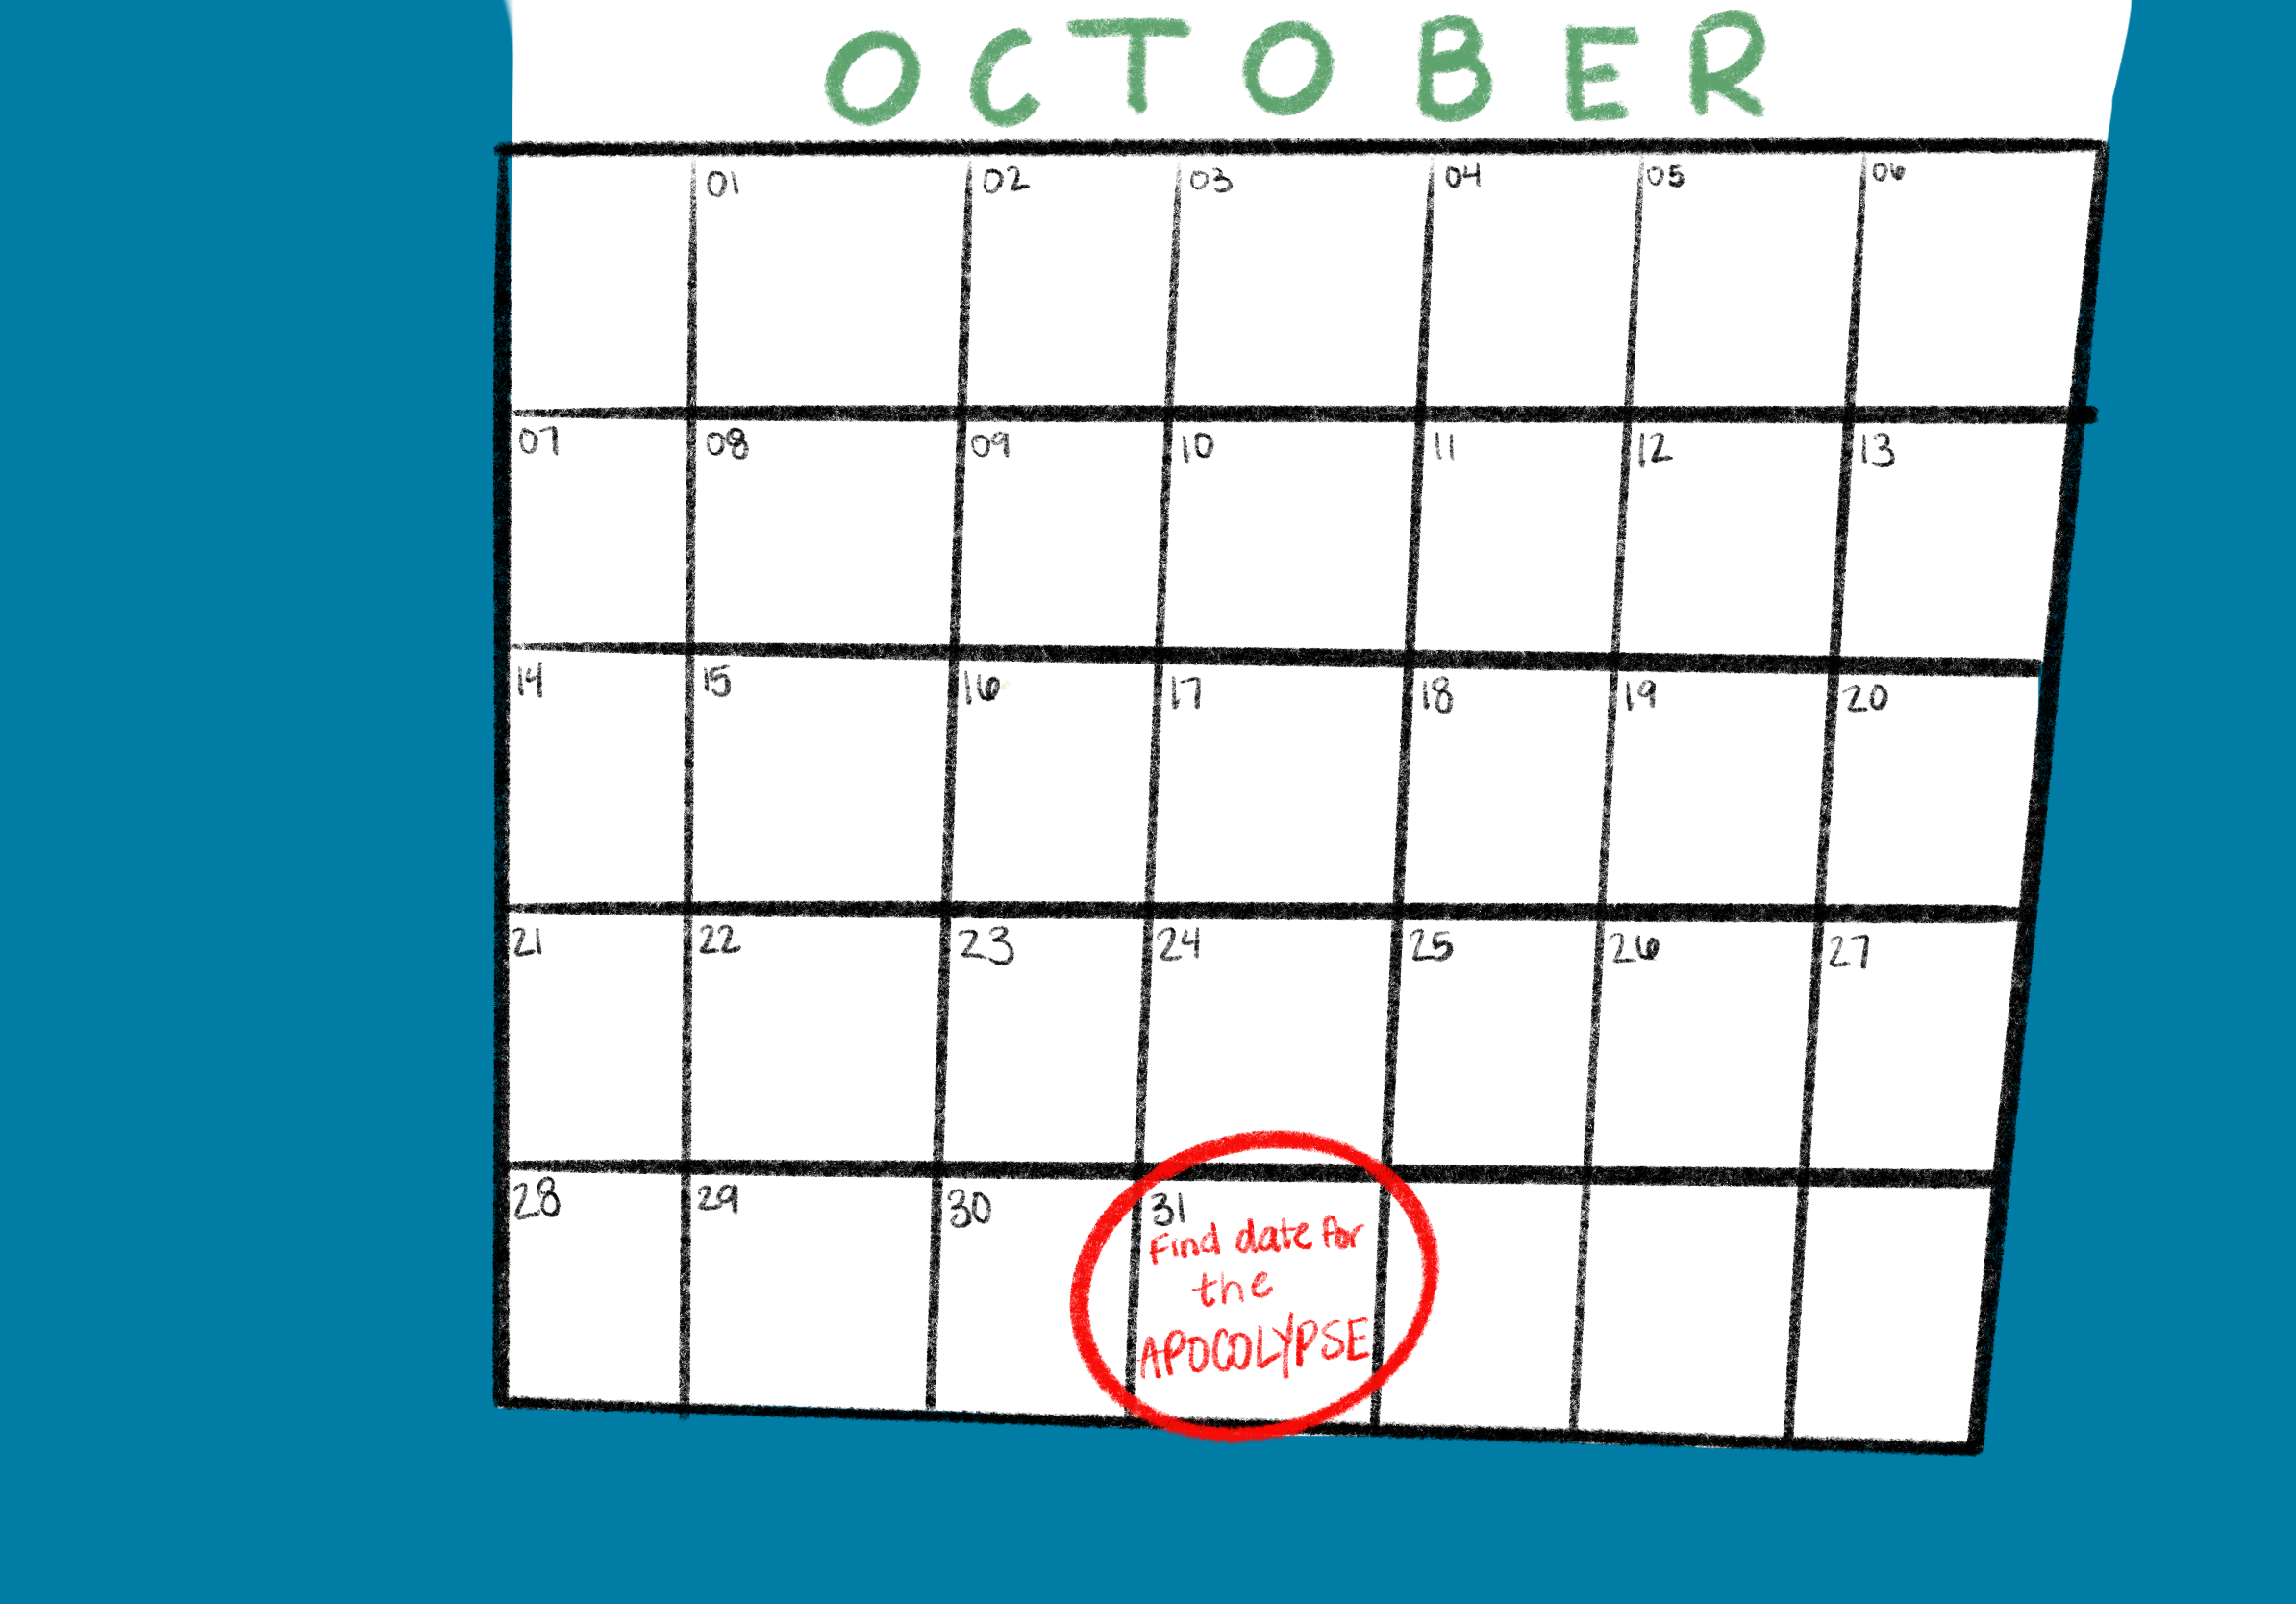 OCTOBER
01 02 03 04 05 06
07 08 09 10 11 12 13
14 15 16 17 18 19 20
21 22 23 24 25 26 27
28 29 30 31
Find date for
the
APOCOLYPSE